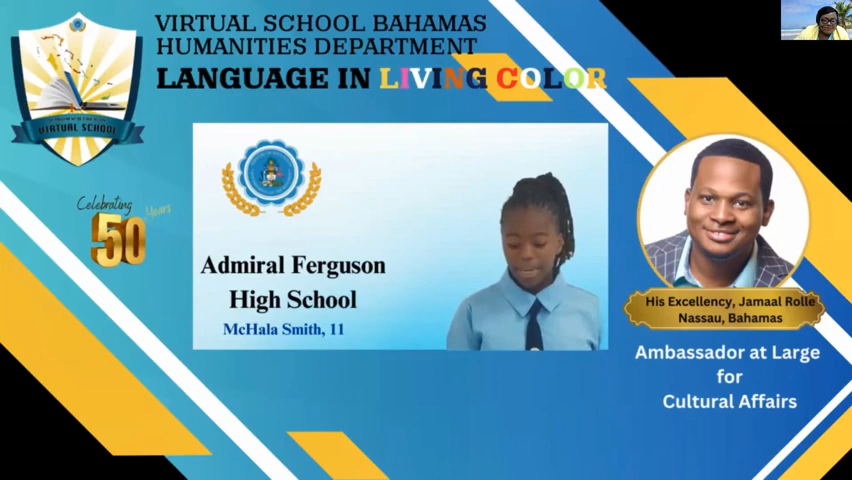 VIRTUAL SCHOOL BAHAMAS
HUMANITIES DEPARTMENT
LANGUAGE IN LIVING COLOR
VIRTUAL SCHOOL
Celebrating
50 Years
Admiral Ferguson
High School
McHala Smith, 11
His Excellency, Jamaal Rolle
Nassau, Bahamas
Ambassador at Large
for
Cultural Affairs